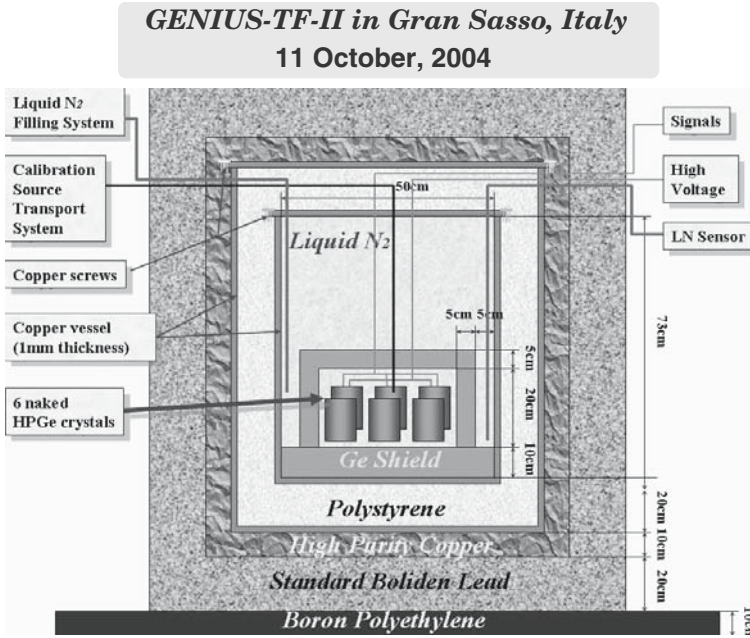 GENIUS-TF-II in Gran Sasso, Italy
11 October, 2004
Liquid N2
Filling System
Calibration
Source
Transport
System
Copper screws
Copper vessel
(1mm thickness)
6 naked
HPGe crystals
Signals
High
Voltage
LN Sensor
50cm
Liquid N2
5cm 5cm
5cm
20cm
10cm
73cm
Ge Shield
Polystyrene
20cm
High Purity Copper
10cm
Standard Boliden Lead
20cm
Boron Polyethylene